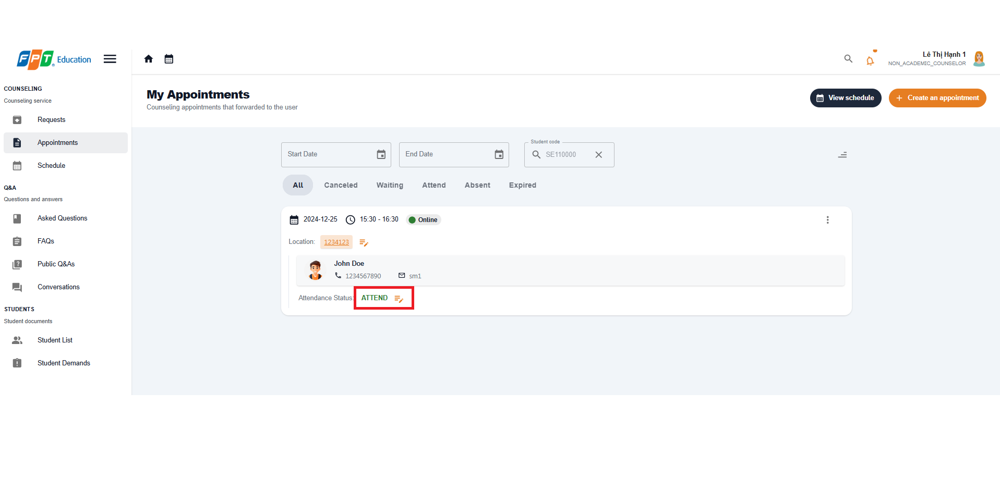 FPT Education
Lê Thị Hạnh 1
NON_ACADEMIC_COUNSELOR
COUNSELING
Counseling service
Requests
Appointments
Schedule
Q&A
Questions and answers
Asked Questions
FAQs
Public Q&As
Conversations
STUDENTS
Student documents
Student List
Student Demands
My Appointments
Counseling appointments that forwarded to the user
View schedule
Create an appointment
Start Date
End Date
Student code
SE110000
All Canceled Waiting Attend Absent Expired
2024-12-25 15:30 - 16:30 Online
Location: 1234123
John Doe
1234567890 sm1
Attendance Status: ATTEND